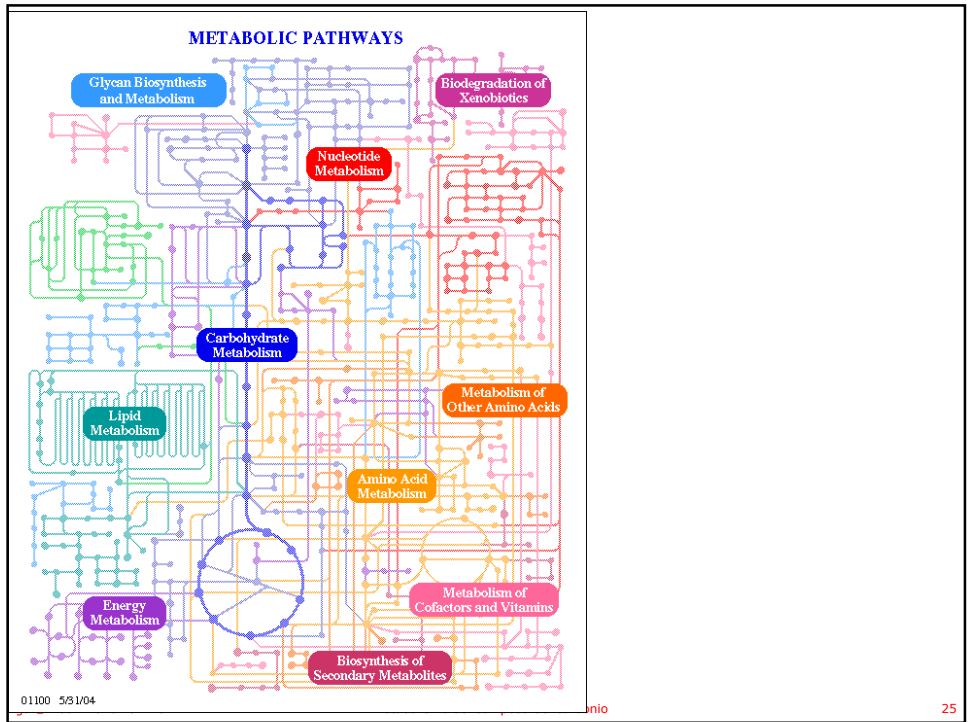 METABOLIC PATHWAYS
Glycan Biosynthesis
and Metabolism
Biodegradation of
Xenobiotics
Nucleotide
Metabolism
Carbohydrate
Metabolism
Metabolism of
Other Amino Acids
Lipid
Metabolism
Amino Acid
Metabolism
Metabolism of
Cofactors and Vitamins
Energy
Metabolism
Biosynthesis of
Secondary Metabolites
01100 5/31/04
25